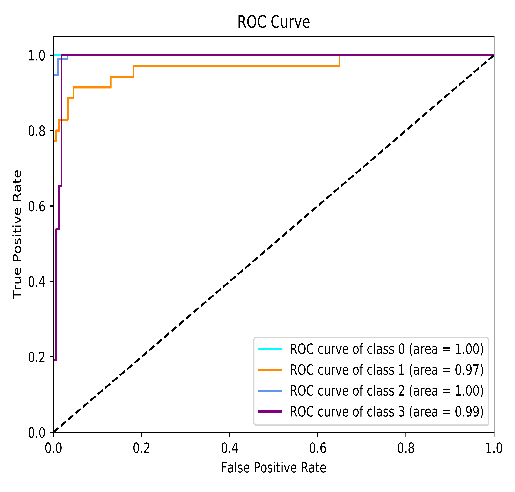 ROC Curve
1.0
0.8
0.6
0.4
0.2
0.0
True Positive Rate
0.0 0.2 0.4 0.6 0.8 1.0
False Positive Rate
ROC curve of class 0 (area = 1.00)
ROC curve of class 1 (area = 0.97)
ROC curve of class 2 (area = 1.00)
ROC curve of class 3 (area = 0.99)